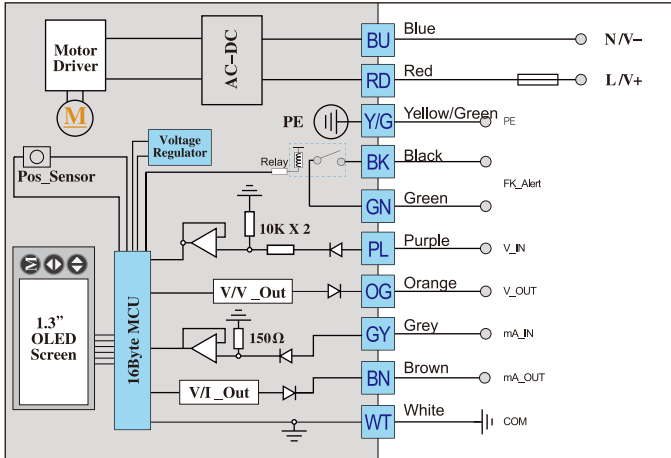 Motor
Driver
M
AC-DC
BU
Blue
N/V-
RD
Red
L/V+
PE
Y/G
Yellow/Green
PE
Voltage
Regulator
Pos_Sensor
Relay
BK
Black
FK_Alert
GN
Green
10K X 2
PL
Purple
V_IN
M
1.3”
OLED
Screen
16Byte MCU
V/V _Out
OG
Orange
V_OUT
150Ω
GY
Grey
mA_IN
V/I _Out
BN
Brown
mA_OUT
WT
White
COM